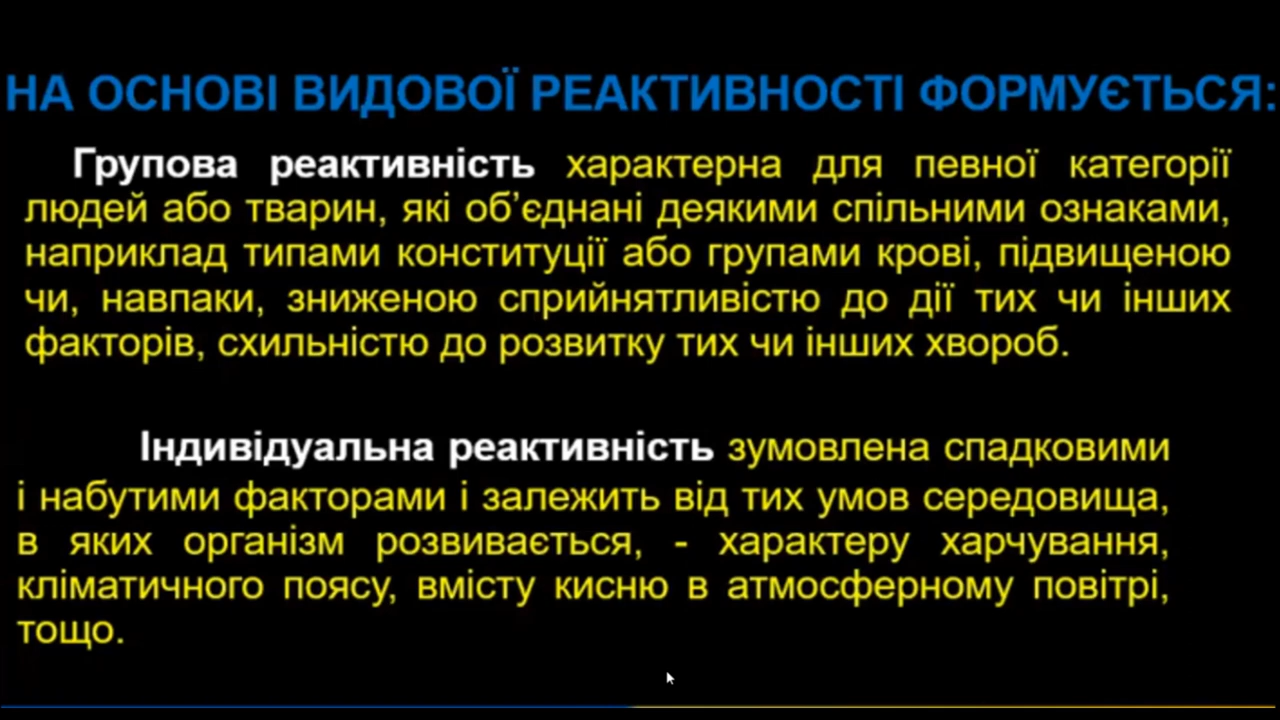 НА ОСНОВІ ВИДОВОЇ РЕАКТИВНОСТІ ФОРМУЄТЬСЯ:
Групова реактивність характерна для певної категорії
людей або тварин, які об’єднані деякими спільними ознаками,
наприклад типами конституції або групами крові, підвищеною
чи, навпаки, зниженою сприйнятливістю до дії тих чи інших
факторів, схильністю до розвитку тих чи інших хвороб.
Індивідуальна реактивність зумовлена спадковими
і набутими факторами і залежить від тих умов середовища,
в яких організм розвивається, - характеру харчування,
кліматичного поясу, вмісту кисню в атмосферному повітрі,
тощо.